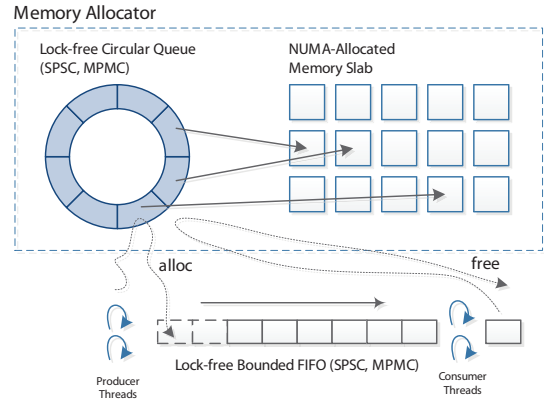 Memory Allocator
Lock-free Circular Queue
(SPSC, MPMC)
NUMA-Allocated
Memory Slab
alloc
free
Lock-free Bounded FIFO (SPSC, MPMC)
Producer
Threads
Consumer
Threads